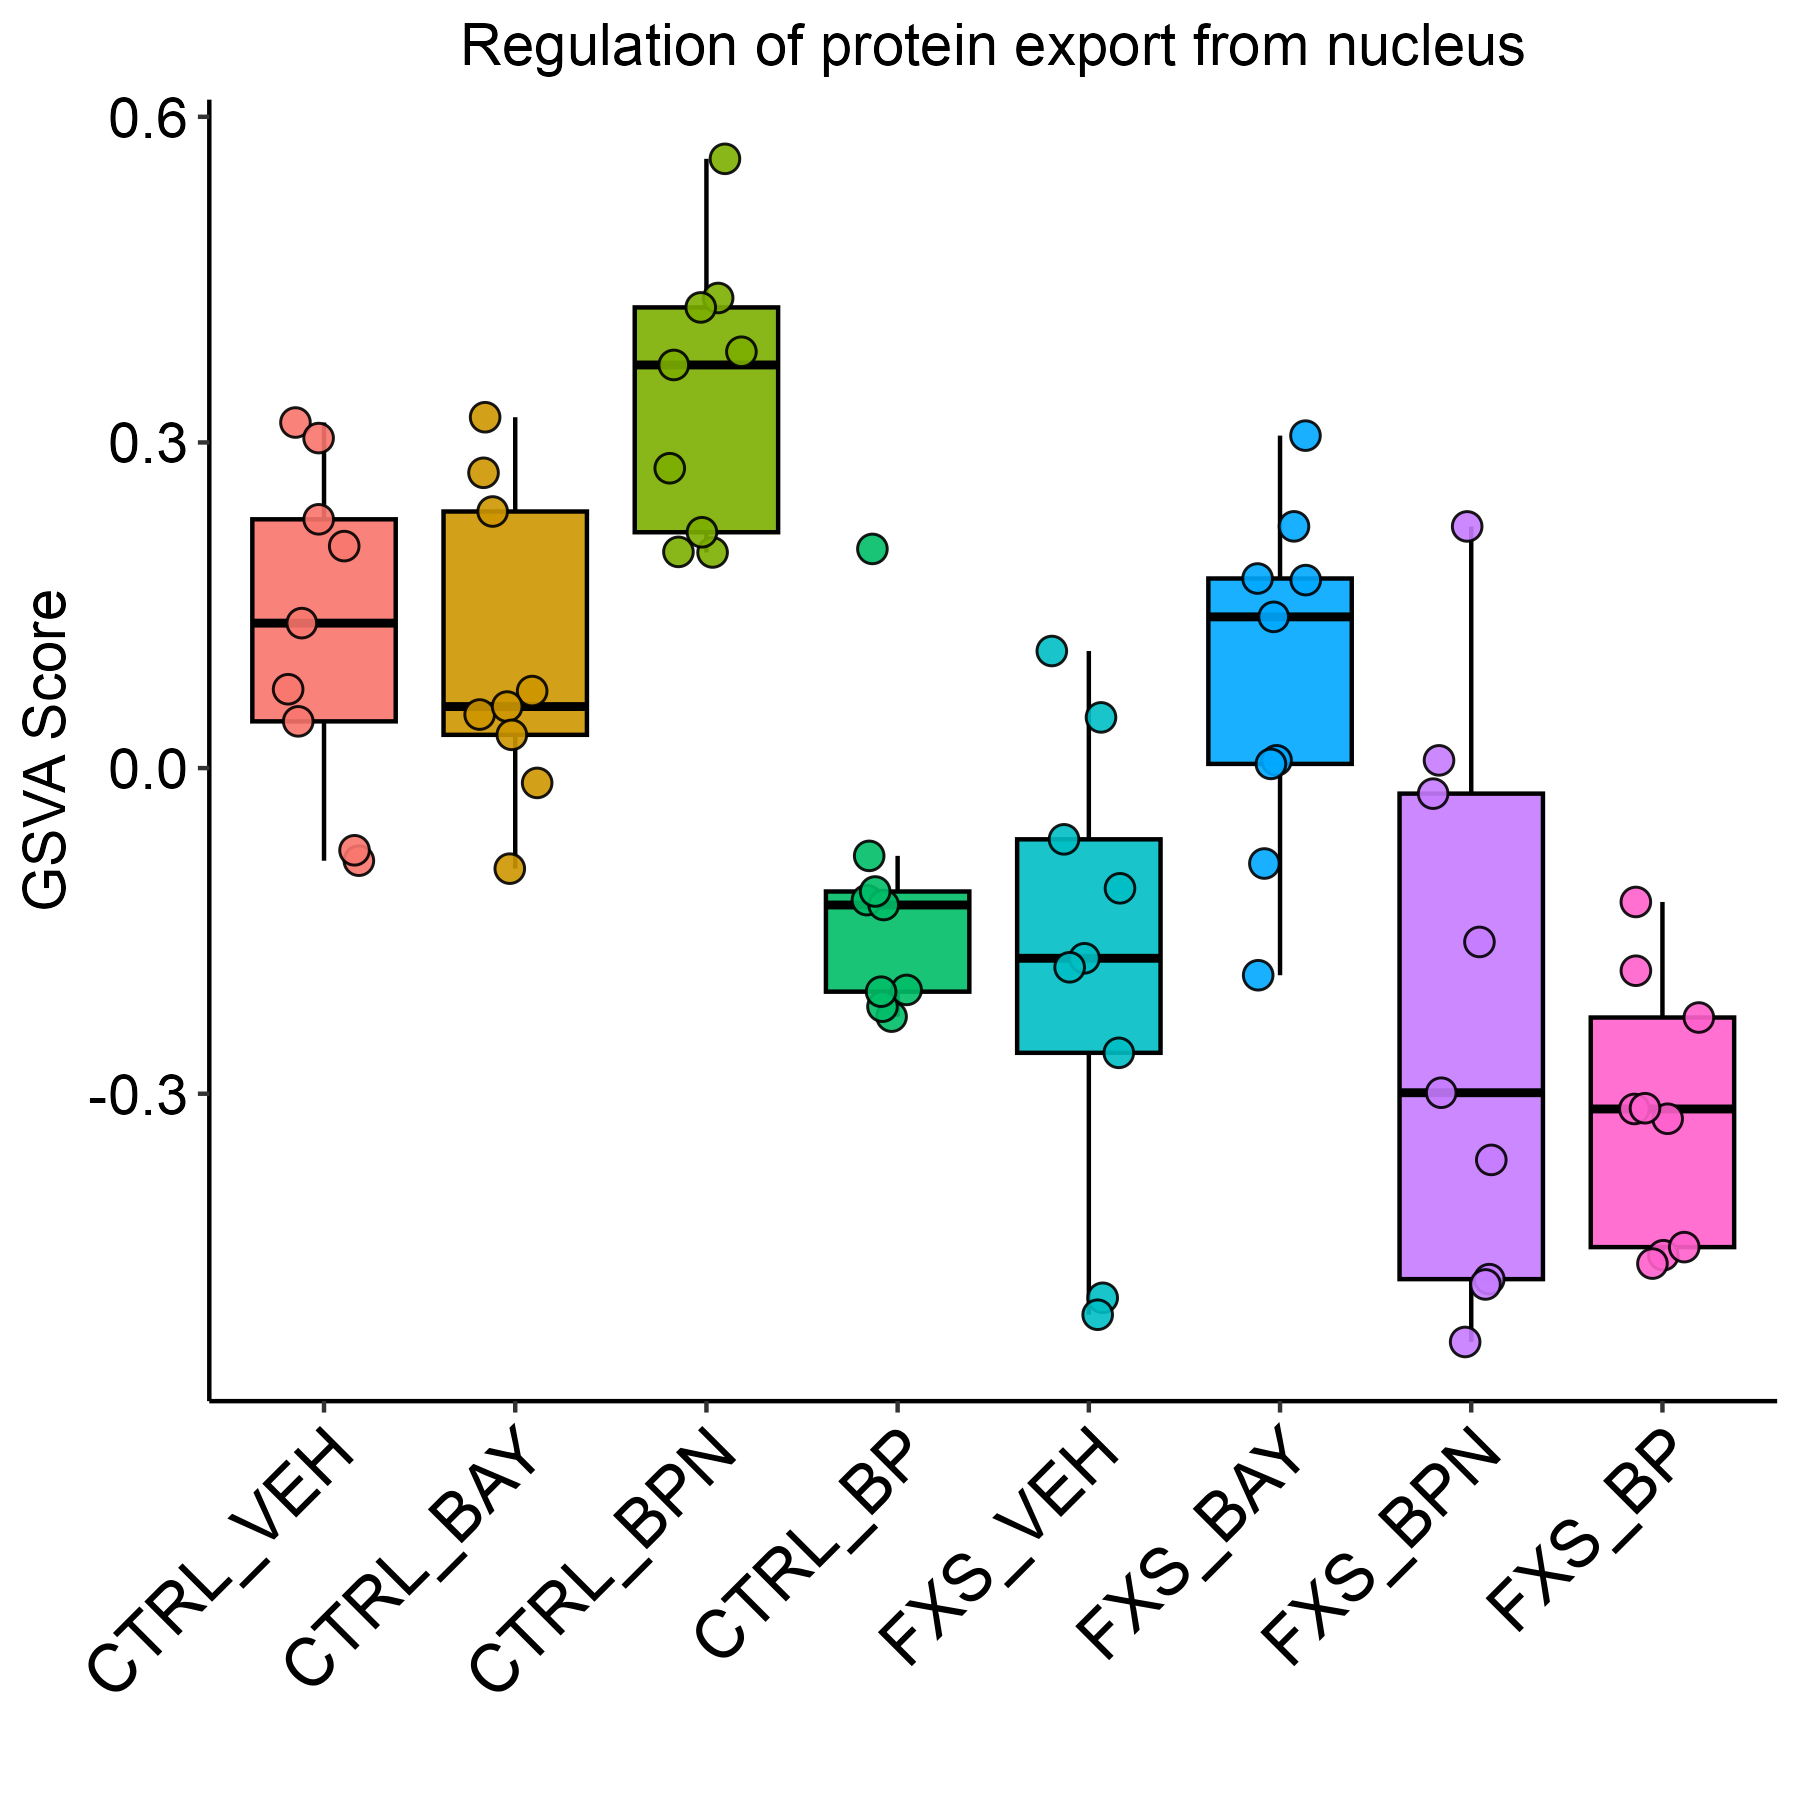 Regulation of protein export from nucleus
GSVA Score
0.6
0.3
0.0
-0.3
CTRL_VEH
CTRL_BAY
CTRL_BPN
CTRL_BP
FXS_VEH
FXS_BAY
FXS_BPN
FXS_BP